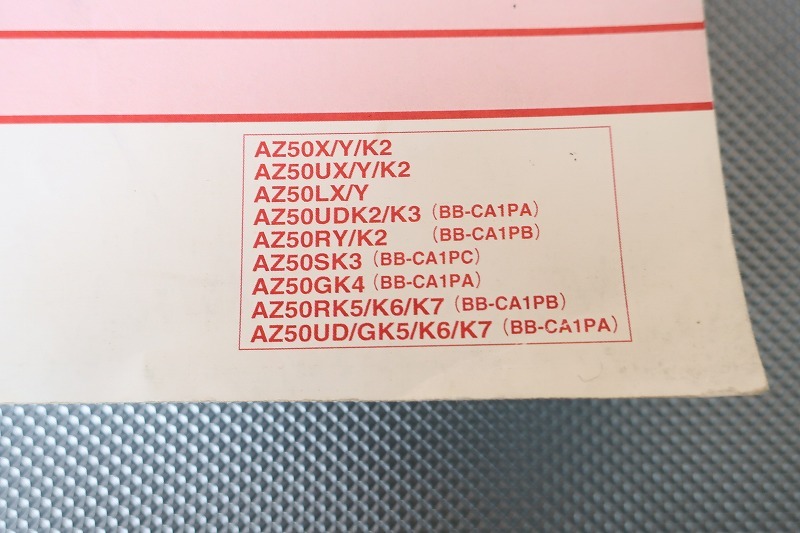 AZ50X/Y/K2
AZ50UX/Y/K2
AZ50LX/Y
AZ50UDK2/K3（BB-CA1PA）
AZ50RY/K2 （BB-CA1PB）
AZ50SK3（BB-CA1PC）
AZ50GK4（BB-CA1PA）
AZ50RK5/K6/K7（BB-CA1PB）
AZ50UD/GK5/K6/K7（BB-CA1PA）